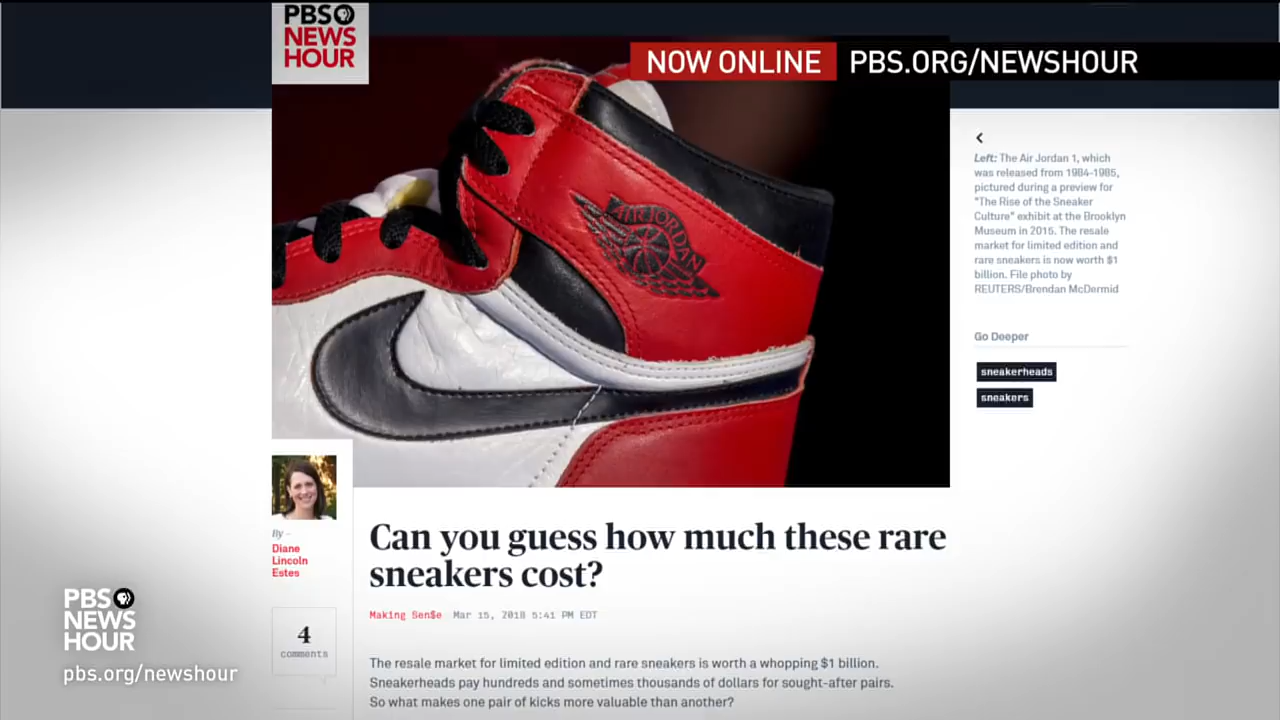 PBS
NEWS
HOUR
NOW ONLINE PBS.ORG/NEWSHOUR
AIR JORDAN
Left: The Air Jordan 1, which
was released from 1984-1985,
pictured during a preview for
"The Rise of the Sneaker
Culture" exhibit at the Brooklyn
Museum in 2015. The resale
market for limited edition and
rare sneakers is now worth $1
billion. File photo by
REUTERS/Brendan McDermid
Go Deeper
sneakerheads
sneakers
By –
Diane
Lincoln
Estes
4
comments
Can you guess how much these rare
sneakers cost?
Making Sen$e Mar 15, 2018 5:41 PM EDT
The resale market for limited edition and rare sneakers is worth a whopping $1 billion.
Sneakerheads pay hundreds and sometimes thousands of dollars for sought-after pairs.
So what makes one pair of kicks more valuable than another?
PBS
NEWS
HOUR
pbs.org/newshour